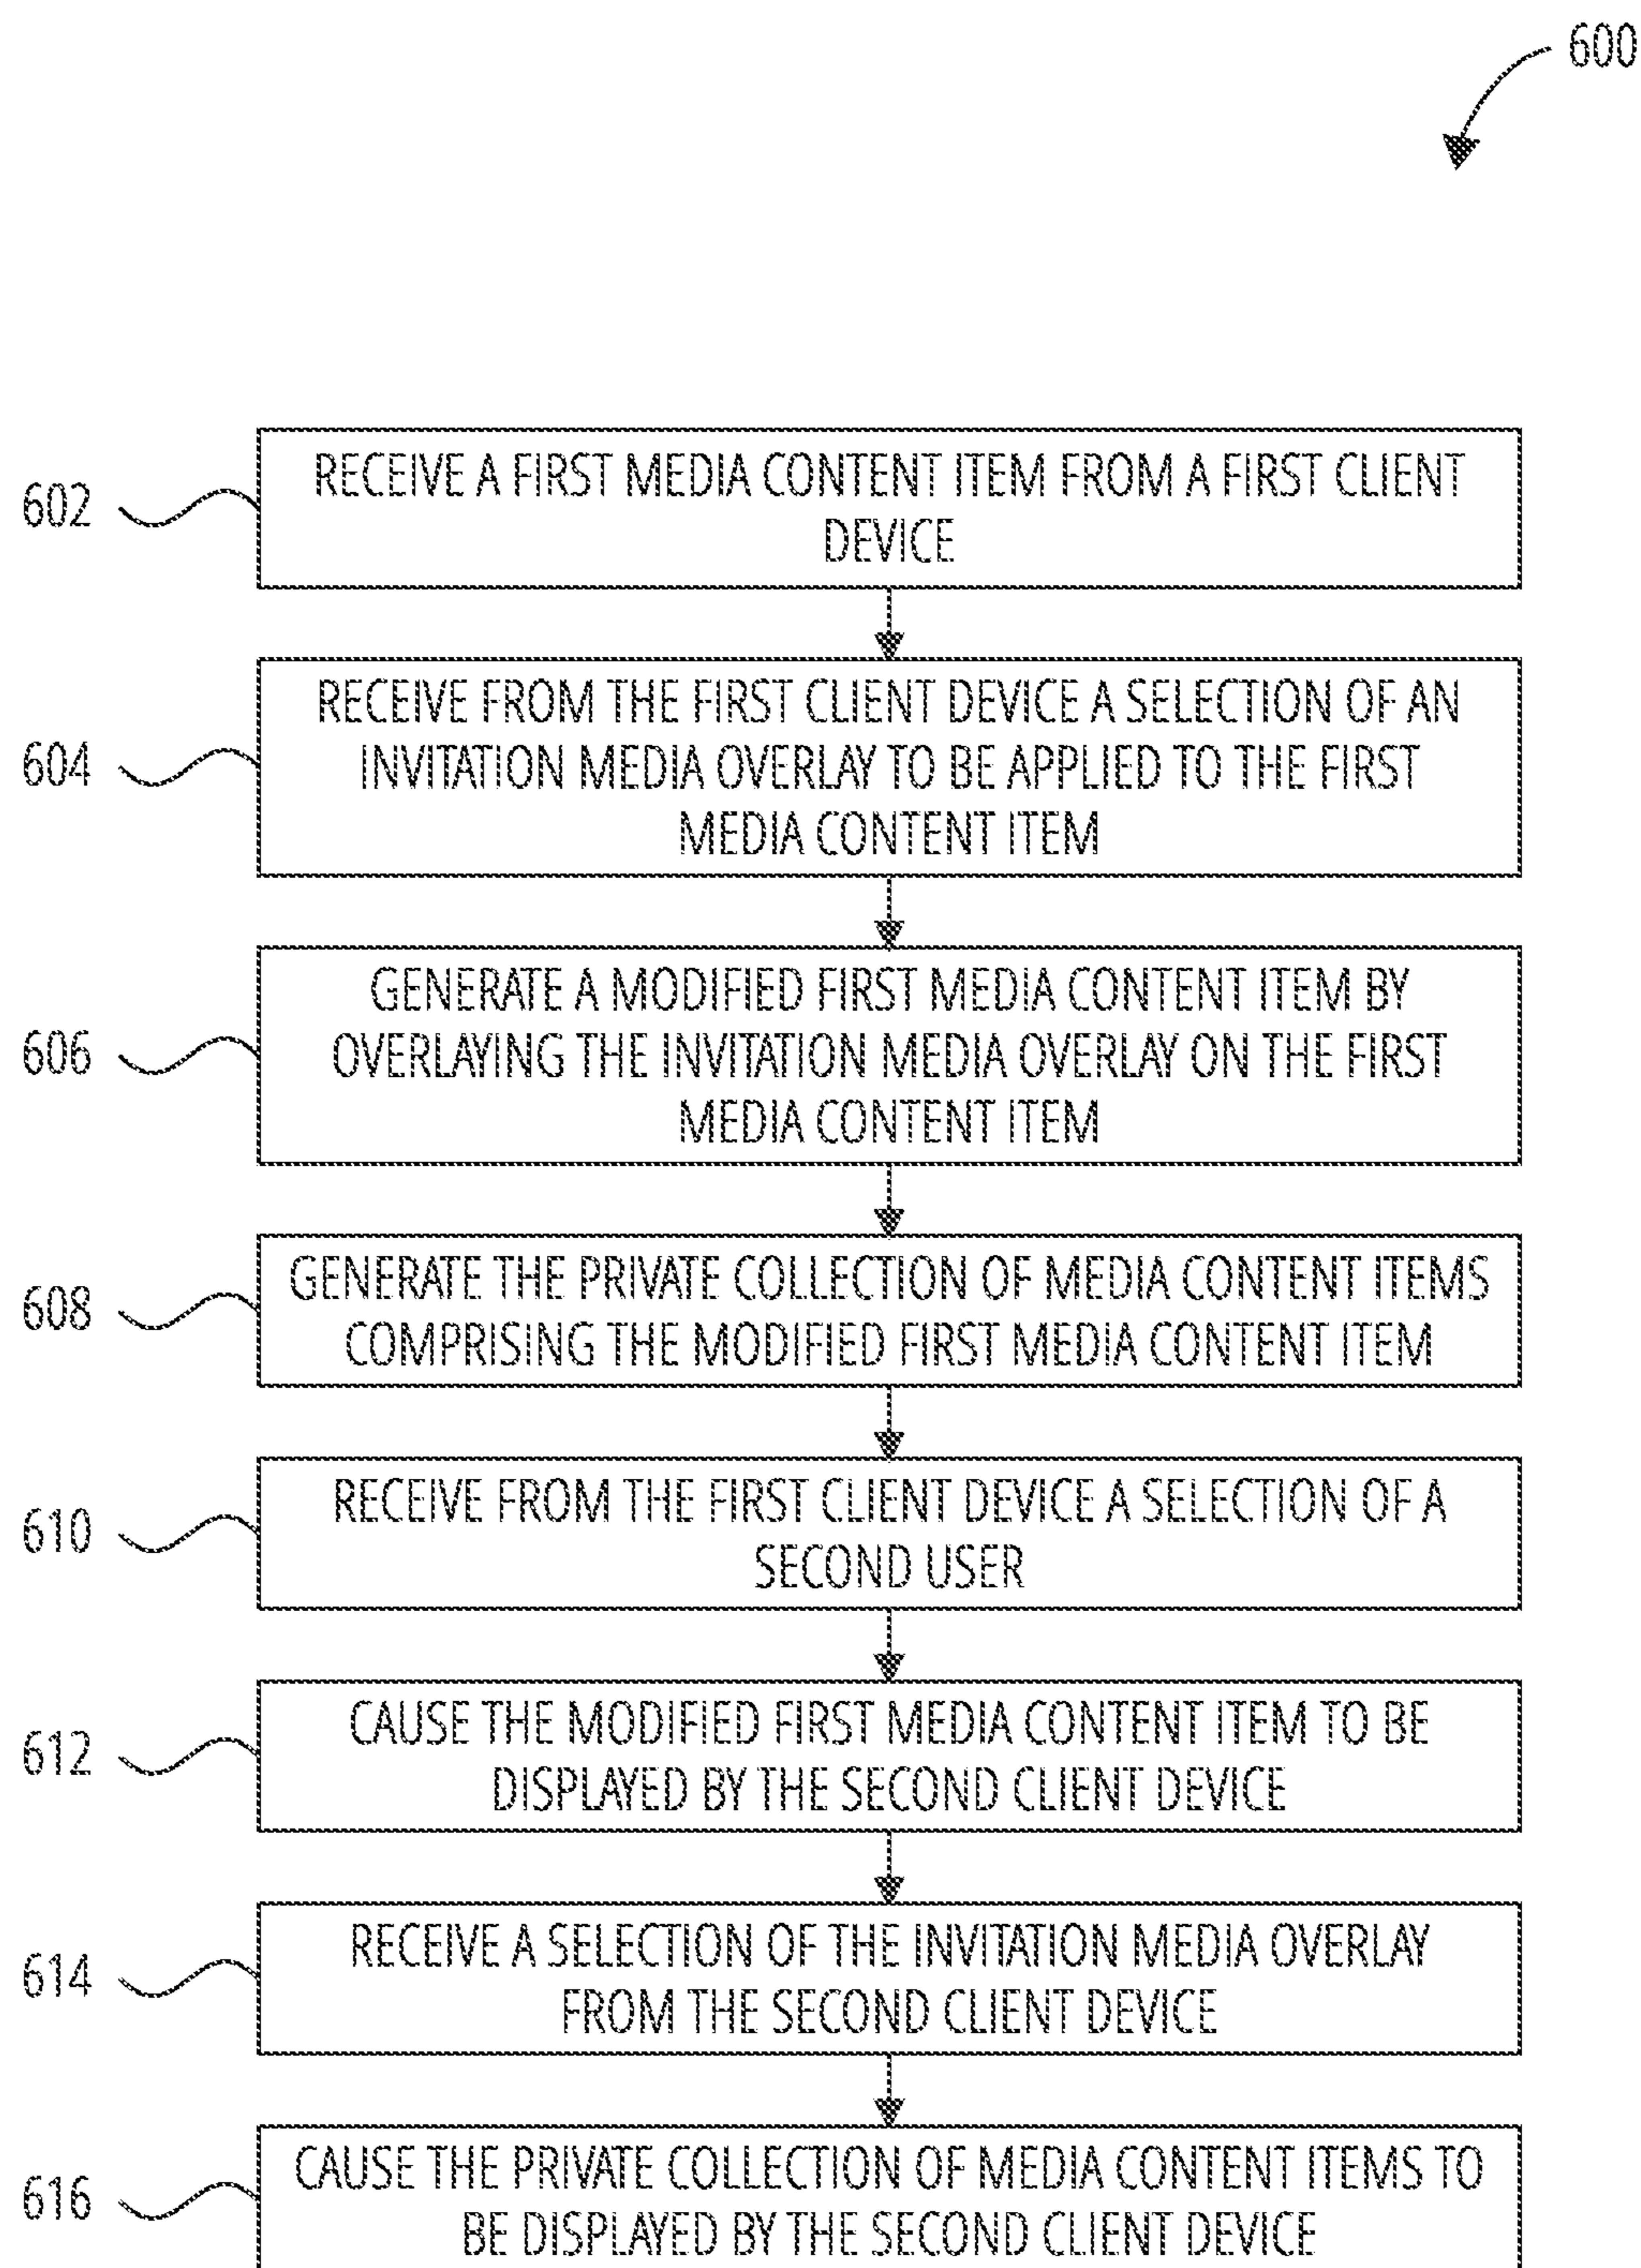 600
602
RECEIVE A FIRST MEDIA CONTENT ITEM FROM A FIRST CLIENT
DEVICE
604
RECEIVE FROM THE FIRST CLIENT DEVICE A SELECTION OF AN
INVITATION MEDIA OVERLAY TO BE APPLIED TO THE FIRST
MEDIA CONTENT ITEM
606
GENERATE A MODIFIED FIRST MEDIA CONTENT ITEM BY
OVERLAYING THE INVITATION MEDIA OVERLAY ON THE FIRST
MEDIA CONTENT ITEM
608
GENERATE THE PRIVATE COLLECTION OF MEDIA CONTENT ITEMS
COMPRISING THE MODIFIED FIRST MEDIA CONTENT ITEM
610
RECEIVE FROM THE FIRST CLIENT DEVICE A SELECTION OF A
SECOND USER
612
CAUSE THE MODIFIED FIRST MEDIA CONTENT ITEM TO BE
DISPLAYED BY THE SECOND CLIENT DEVICE
614
RECEIVE A SELECTION OF THE INVITATION MEDIA OVERLAY
FROM THE SECOND CLIENT DEVICE
616
CAUSE THE PRIVATE COLLECTION OF MEDIA CONTENT ITEMS TO
BE DISPLAYED BY THE SECOND CLIENT DEVICE